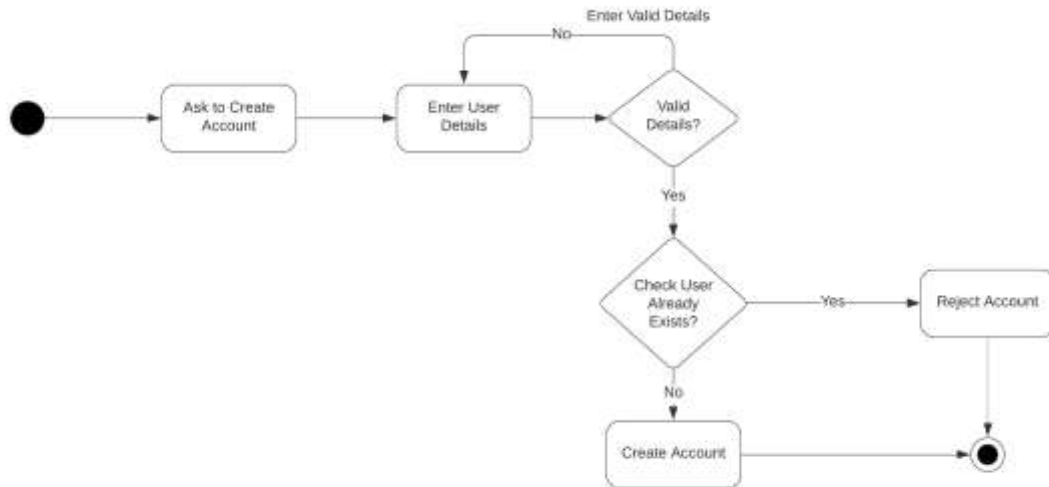 Enter Valid Details
No
Ask to Create
Account
Enter User
Details
Valid
Details?
Yes
Check User
Already
Exists?
Yes
Reject Account
No
Create Account